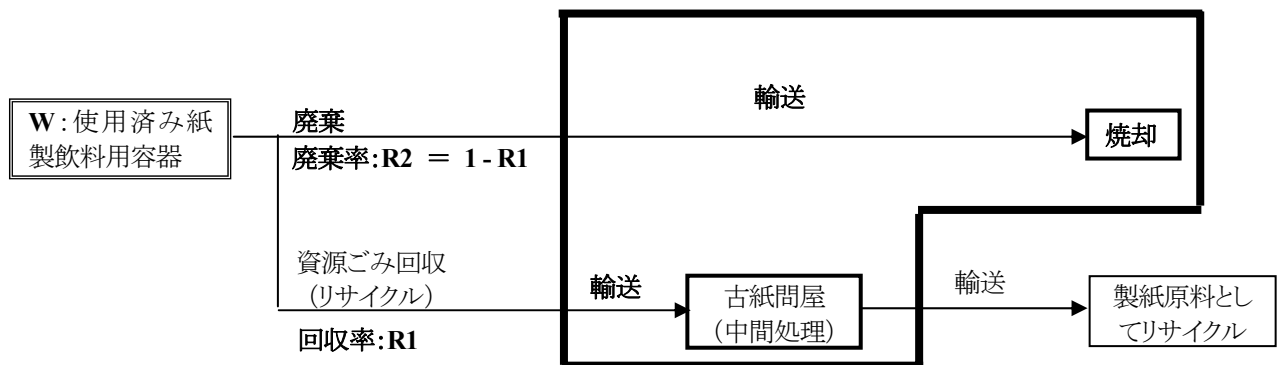 輸送
W:使用済み紙
製飲料用容器
廃棄
廃棄率:R2 = 1 - R1
焼却
資源ごみ回収
(リサイクル)
回収率:R1
輸送
古紙問屋
(中間処理)
輸送
製紙原料とし
てリサイクル